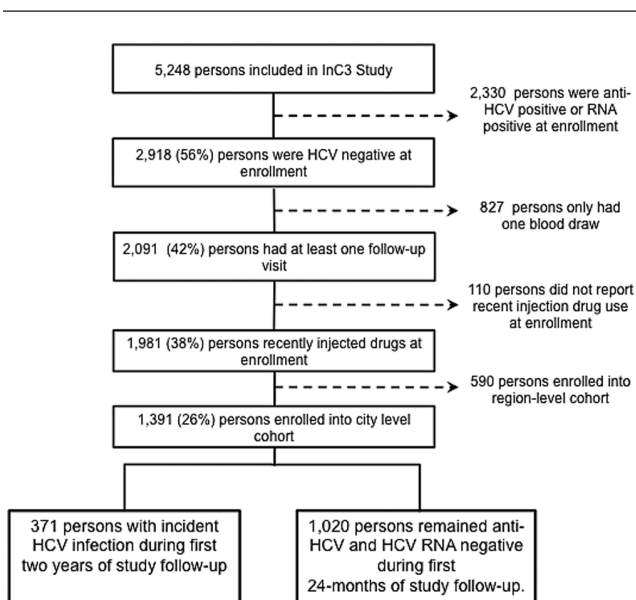 5,248 persons included in InC3 Study
2,330 persons were anti-
HCV positive or RNA
positive at enrollment
2,918 (56%) persons were HCV negative at
enrollment
827 persons only had
one blood draw
2,091 (42%) persons had at least one follow-up
visit
110 persons did not report
recent injection drug use
at enrollment
1,981 (38%) persons recently injected drugs at
enrollment
590 persons enrolled into
region-level cohort
1,391 (26%) persons enrolled into city level
cohort
371 persons with incident
HCV infection during first
two years of study follow-up
1,020 persons remained anti-
HCV and HCV RNA negative
during first
24-months of study follow-up.